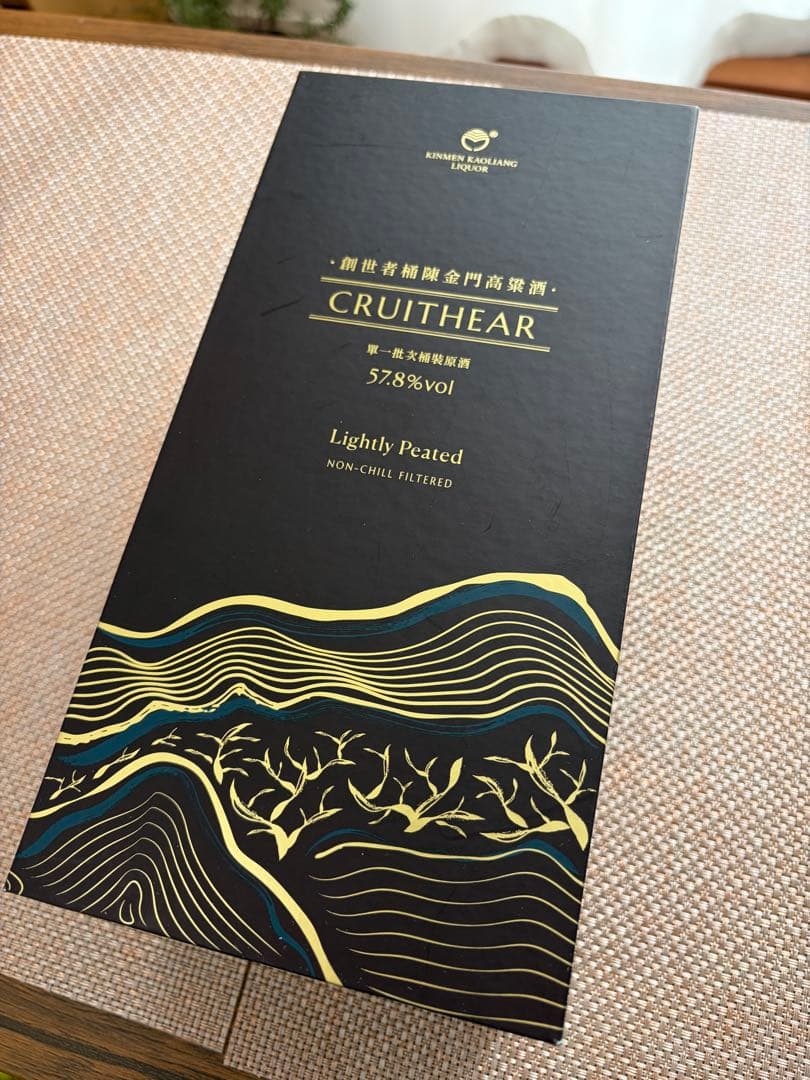 KINMEN KAOLIANG
LIQUOR
·創世者桶陳金門高粱酒·
CRUITHEAR
單一批次桶裝原酒
57.8%vol
Lightly Peated
NON-CHILL FILTERED